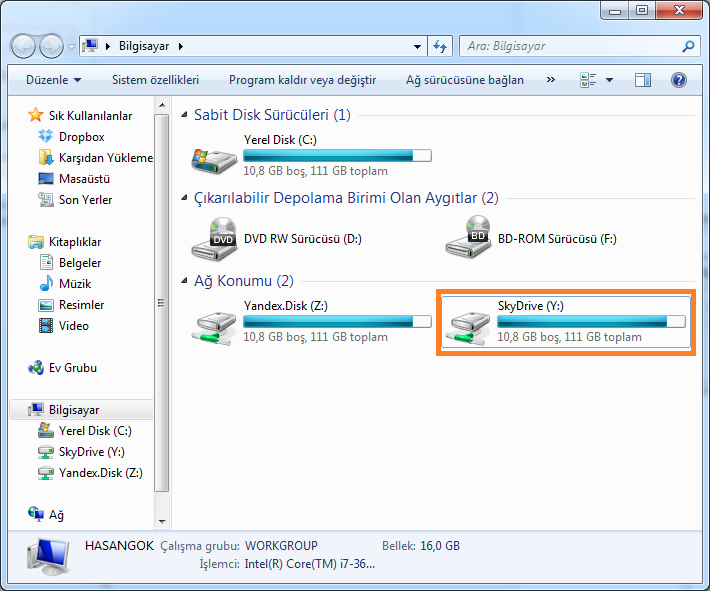 Bilgisayar
Ara: Bilgisayar
Düzenle
Sistem özellikleri
Program kaldır veya değiştir
Ağ sürücüsüne bağlan
»
Sık Kullanılanlar
Dropbox
Karşıdan Yükleme
Masaüstü
Son Yerler
Kitaplıklar
Belgeler
Müzik
Resimler
Video
Ev Grubu
Bilgisayar
Yerel Disk (C:)
SkyDrive (Y:)
Yandex.Disk (Z:)
Ağ
Sabit Disk Sürücüleri (1)
Yerel Disk (C:)
10,8 GB boş, 111 GB toplam
Çıkarılabilir Depolama Birimi Olan Aygıtlar (2)
DVD
DVD RW Sürücüsü (D:)
BD
BD-ROM Sürücüsü (F:)
Ağ Konumu (2)
Yandex.Disk (Z:)
10,8 GB boş, 111 GB toplam
SkyDrive (Y:)
10,8 GB boş, 111 GB toplam
HASANGOK Çalışma grubu: WORKGROUP Bellek: 16,0 GB
İşlemci: Intel(R) Core(TM) i7-36...